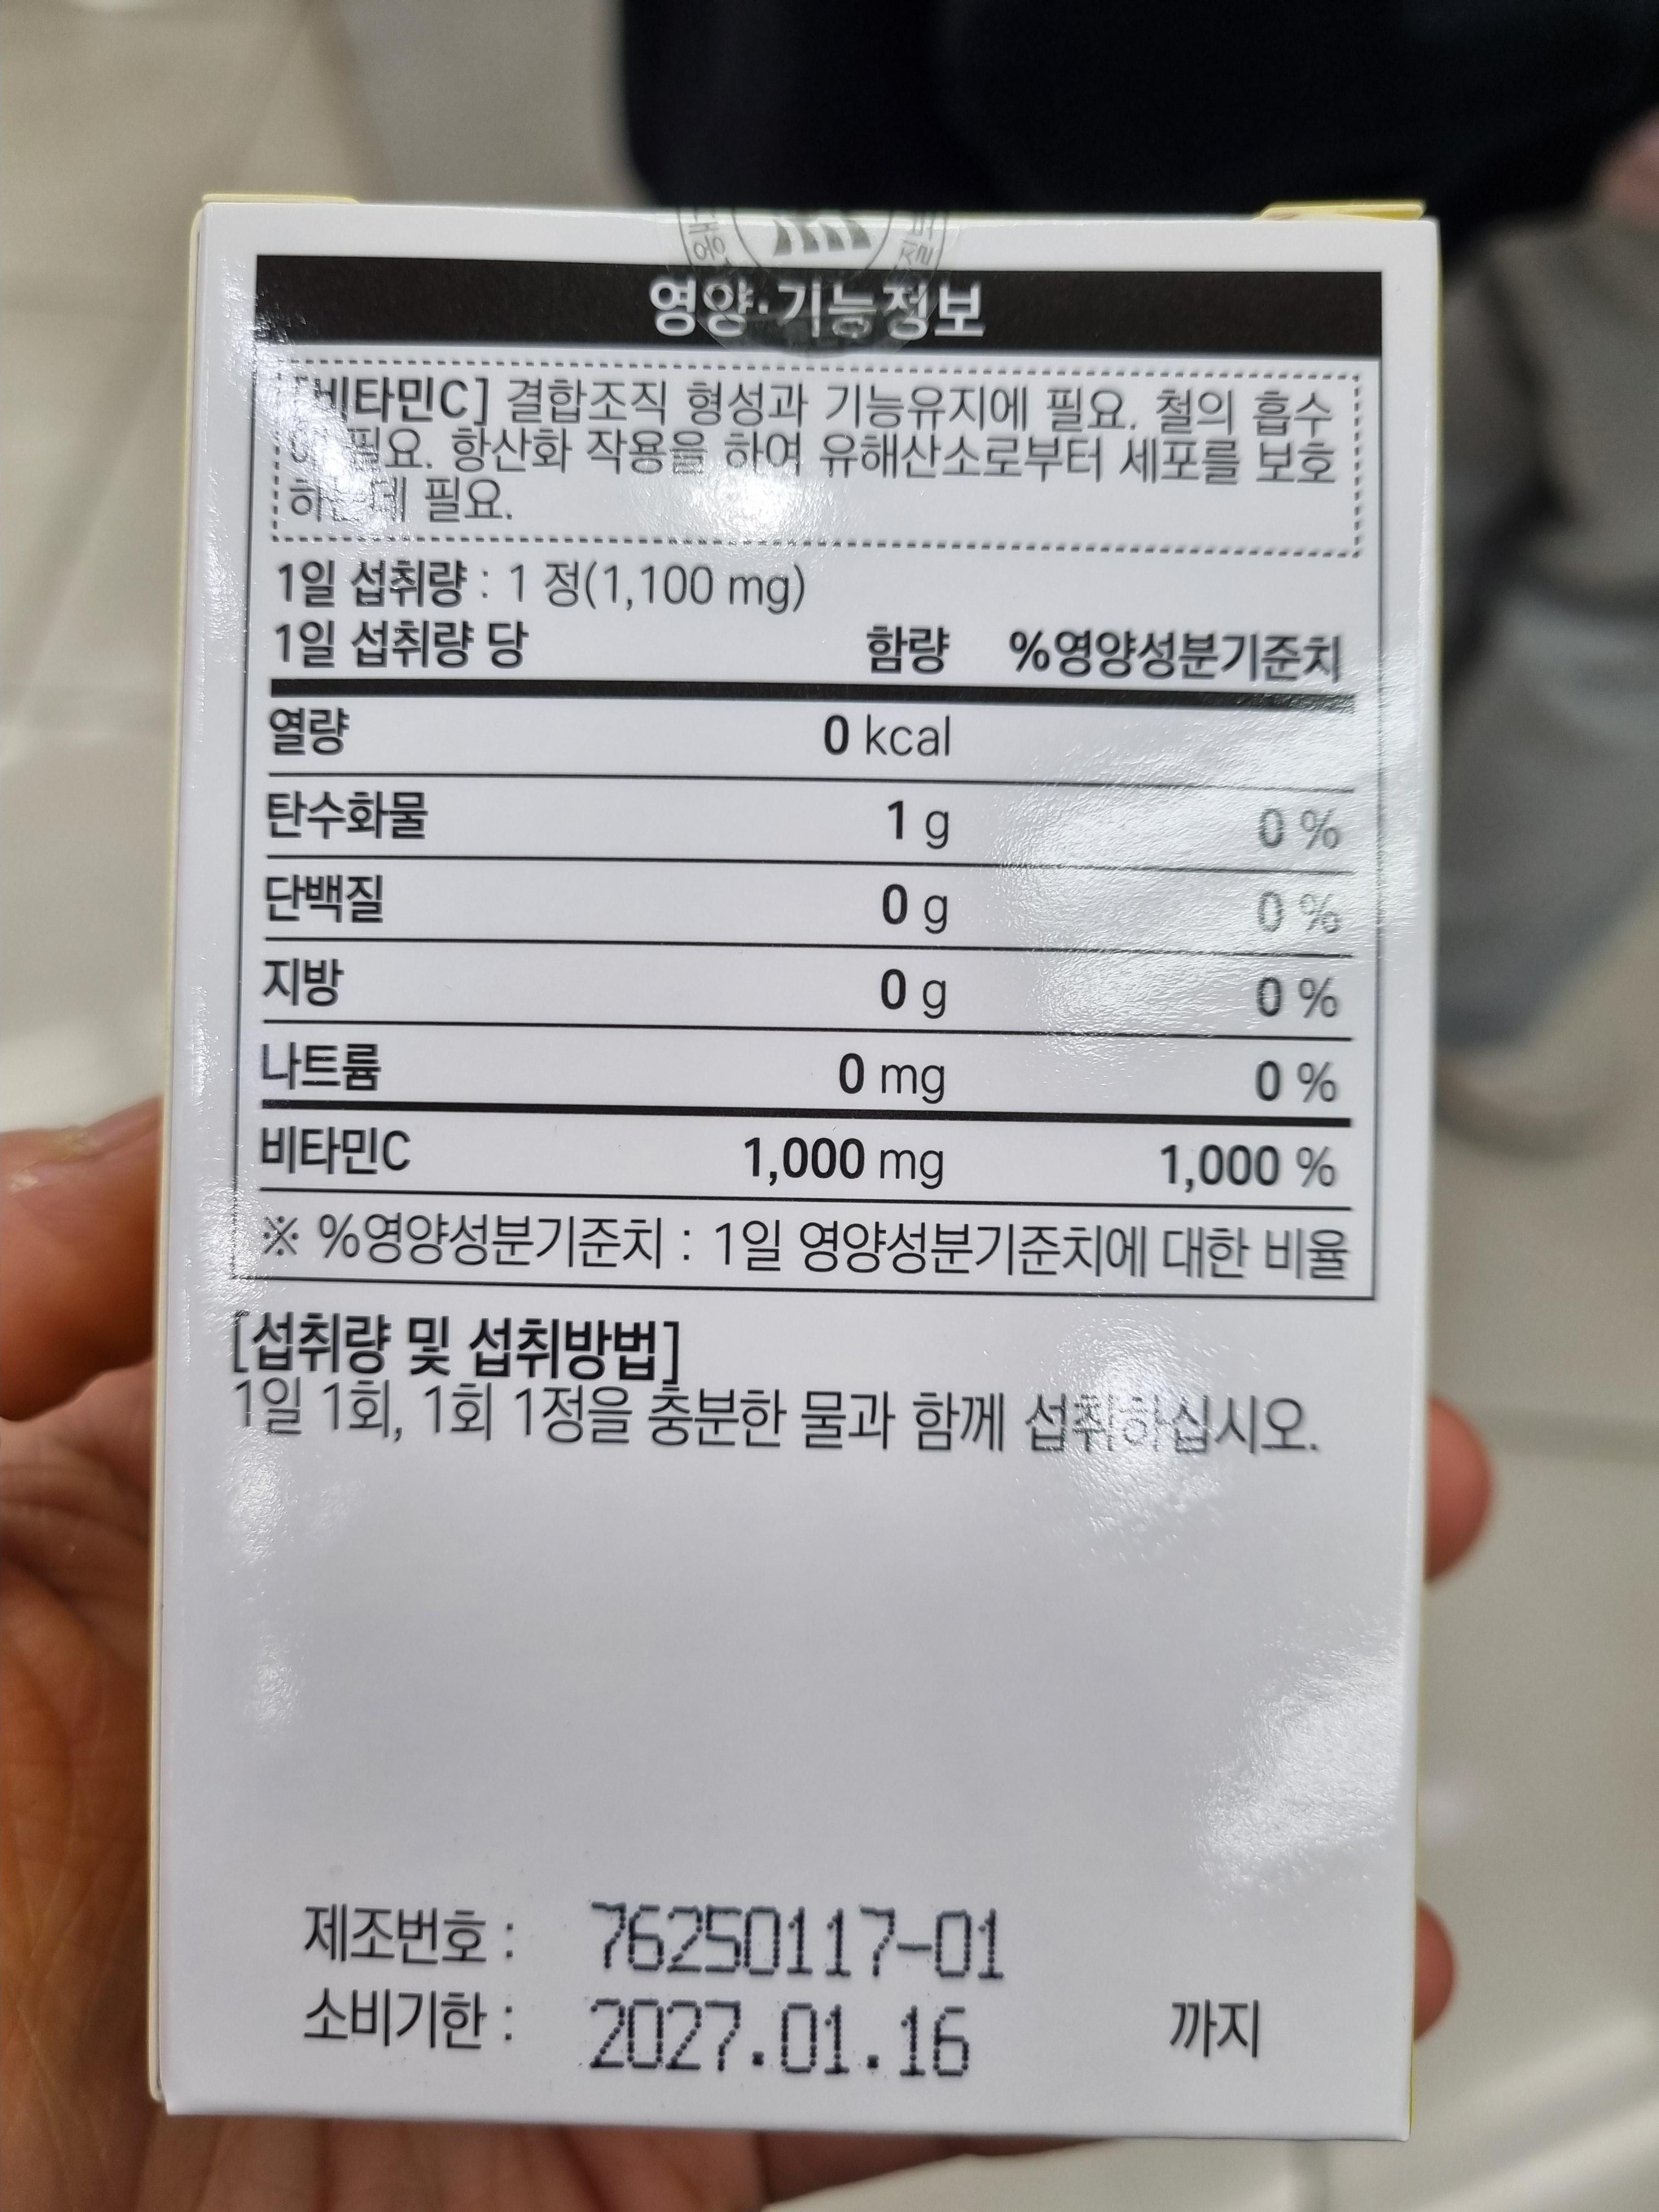 영양·기능정보
[비타민C] 결합조직 형성과 기능유지에 필요. 철의 흡수
에 필요. 항산화 작용을 하여 유해산소로부터 세포를 보호
하는데 필요.
1일 섭취량 : 1 정(1,100 mg)
1일 섭취량 당 함량 %영양성분기준치
열량 0 kcal
탄수화물 1 g 0 %
단백질 0 g 0 %
지방 0 g 0 %
나트륨 0 mg 0 %
비타민C 1,000 mg 1,000 %
※ %영양성분기준치 : 1일 영양성분기준치에 대한 비율
[섭취량 및 섭취방법]
1일 1회, 1회 1정을 충분한 물과 함께 섭취하십시오.
제조번호 : 76250117-01
소비기한 : 2027.01.16 까지